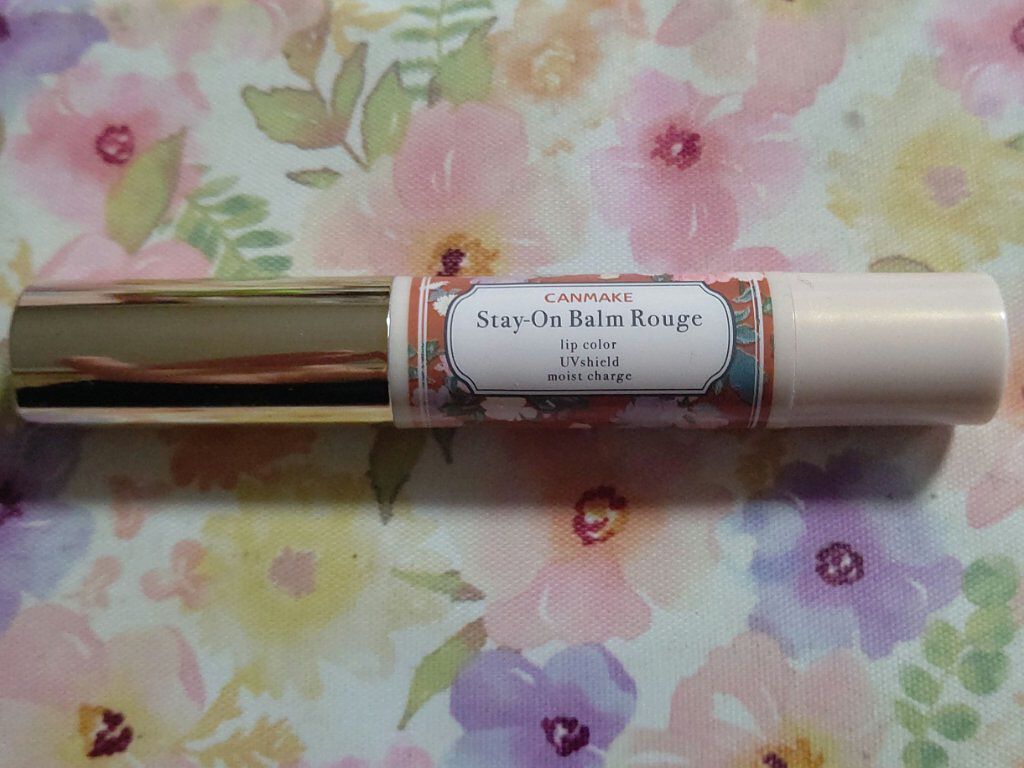 CANMAKE
Stay-On Balm Rouge
lip color
UVshield
moist charge